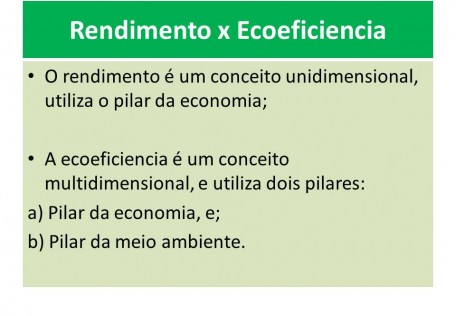 Rendimento x Ecoeficiencia
• O rendimento é um conceito unidimensional,
utiliza o pilar da economia;
• A ecoeficiencia é um conceito
multidimensional, e utiliza dois pilares:
a) Pilar da economia, e;
b) Pilar da meio ambiente.